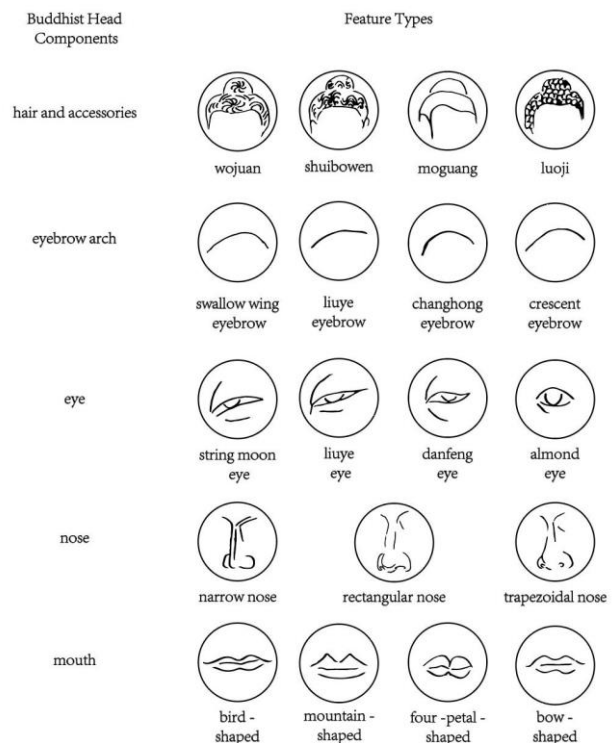 Buddhist Head
Components
Feature Types
hair and accessories
wojuan
shuibowen
moguang
luoji
eyebrow arch
swallow wing
eyebrow
liuye
eyebrow
changhong
eyebrow
crescent
eyebrow
eye
string moon
eye
liuye
eye
danfeng
eye
almond
eye
nose
narrow nose
rectangular nose
trapezoidal nose
mouth
bird -
shaped
mountain -
shaped
four -petal -
shaped
bow -
shaped